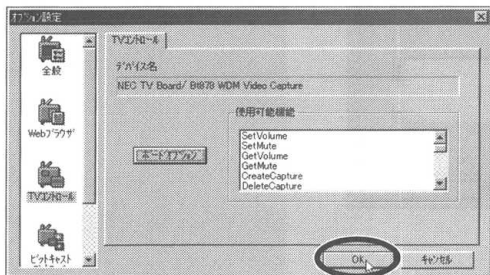 オプション設定
全般
Webブラウザ
TVコントロール
ビットキャスト
TVコントロール
デバイス名
NEC TV Board/ Bt878 WDM Video Capture
ボードオプション
使用可能機能
SetVolume
SetMute
GetVolume
GetMute
CreateCapture
DeleteCapture
OK
キャンセル